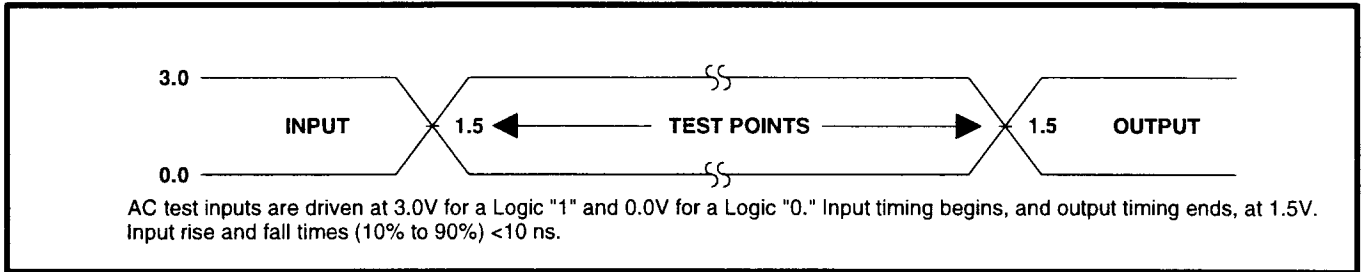 3.0
INPUT 1.5 TEST POINTS 1.5 OUTPUT
0.0
AC test inputs are driven at 3.0V for a Logic "1" and 0.0V for a Logic "0." Input timing begins, and output timing ends, at 1.5V.
Input rise and fall times (10% to 90%) <10 ns.